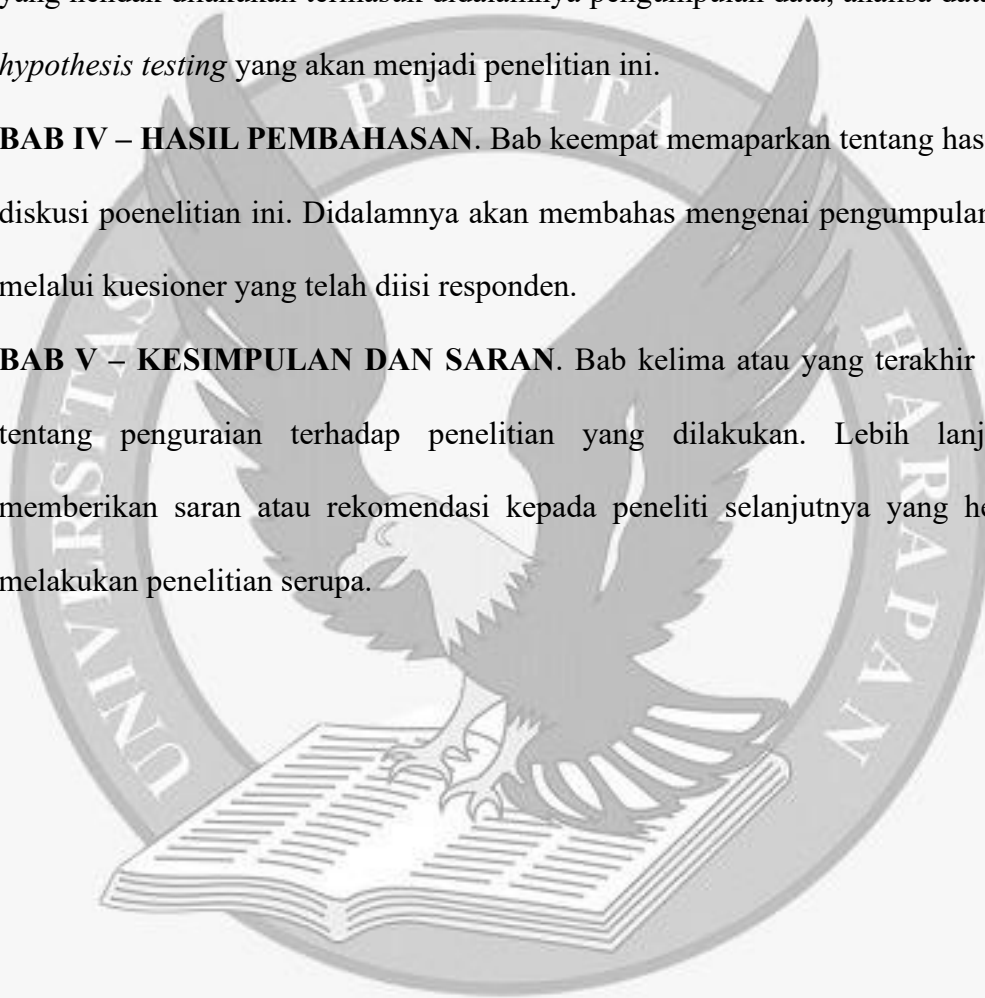 yang hendak dilakukan termasuk didalamnya pengumpulan data, analisa data
hypothesis testing yang akan menjadi penelitian ini.
BAB IV – HASIL PEMBAHASAN. Bab keempat memaparkan tentang has
diskusi poenelitian ini. Didalamnya akan membahas mengenai pengumpulan
melalui kuesioner yang telah diisi responden.
BAB V – KESIMPULAN DAN SARAN. Bab kelima atau yang terakhir
tentang penguraian terhadap penelitian yang dilakukan. Lebih lanj
memberikan saran atau rekomendasi kepada peneliti selanjutnya yang he
melakukan penelitian serupa.
UNIVERSITAS PELITA HARAPAN